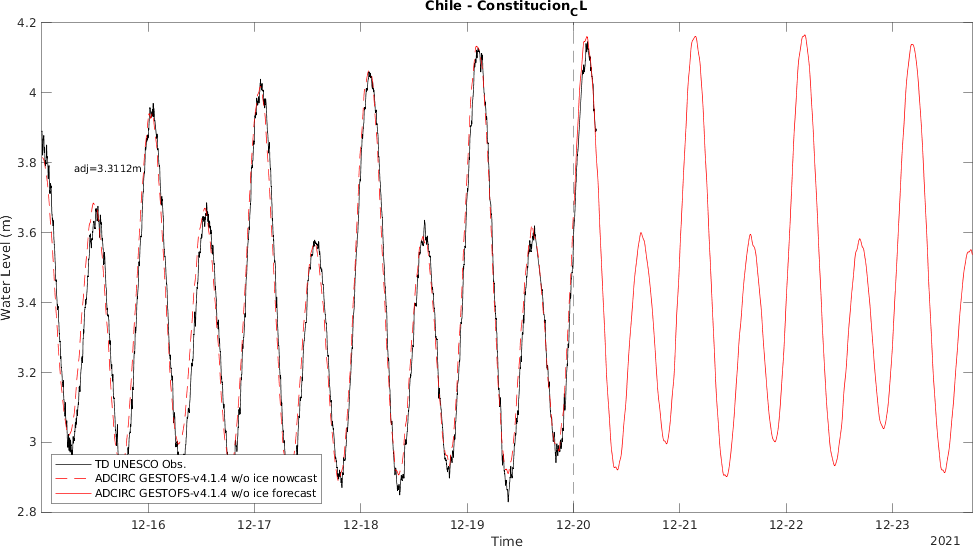 Chile - Constitucion_CL
4.2
4
3.8
3.6
3.4
3.2
3
2.8
Water Level (m)
adj=3.3112m
TD UNESCO Obs.
ADCIRC GESTOFS-v4.1.4 w/o ice nowcast
ADCIRC GESTOFS-v4.1.4 w/o ice forecast
12-16 12-17 12-18 12-19 12-20 12-21 12-22 12-23
Time
2021